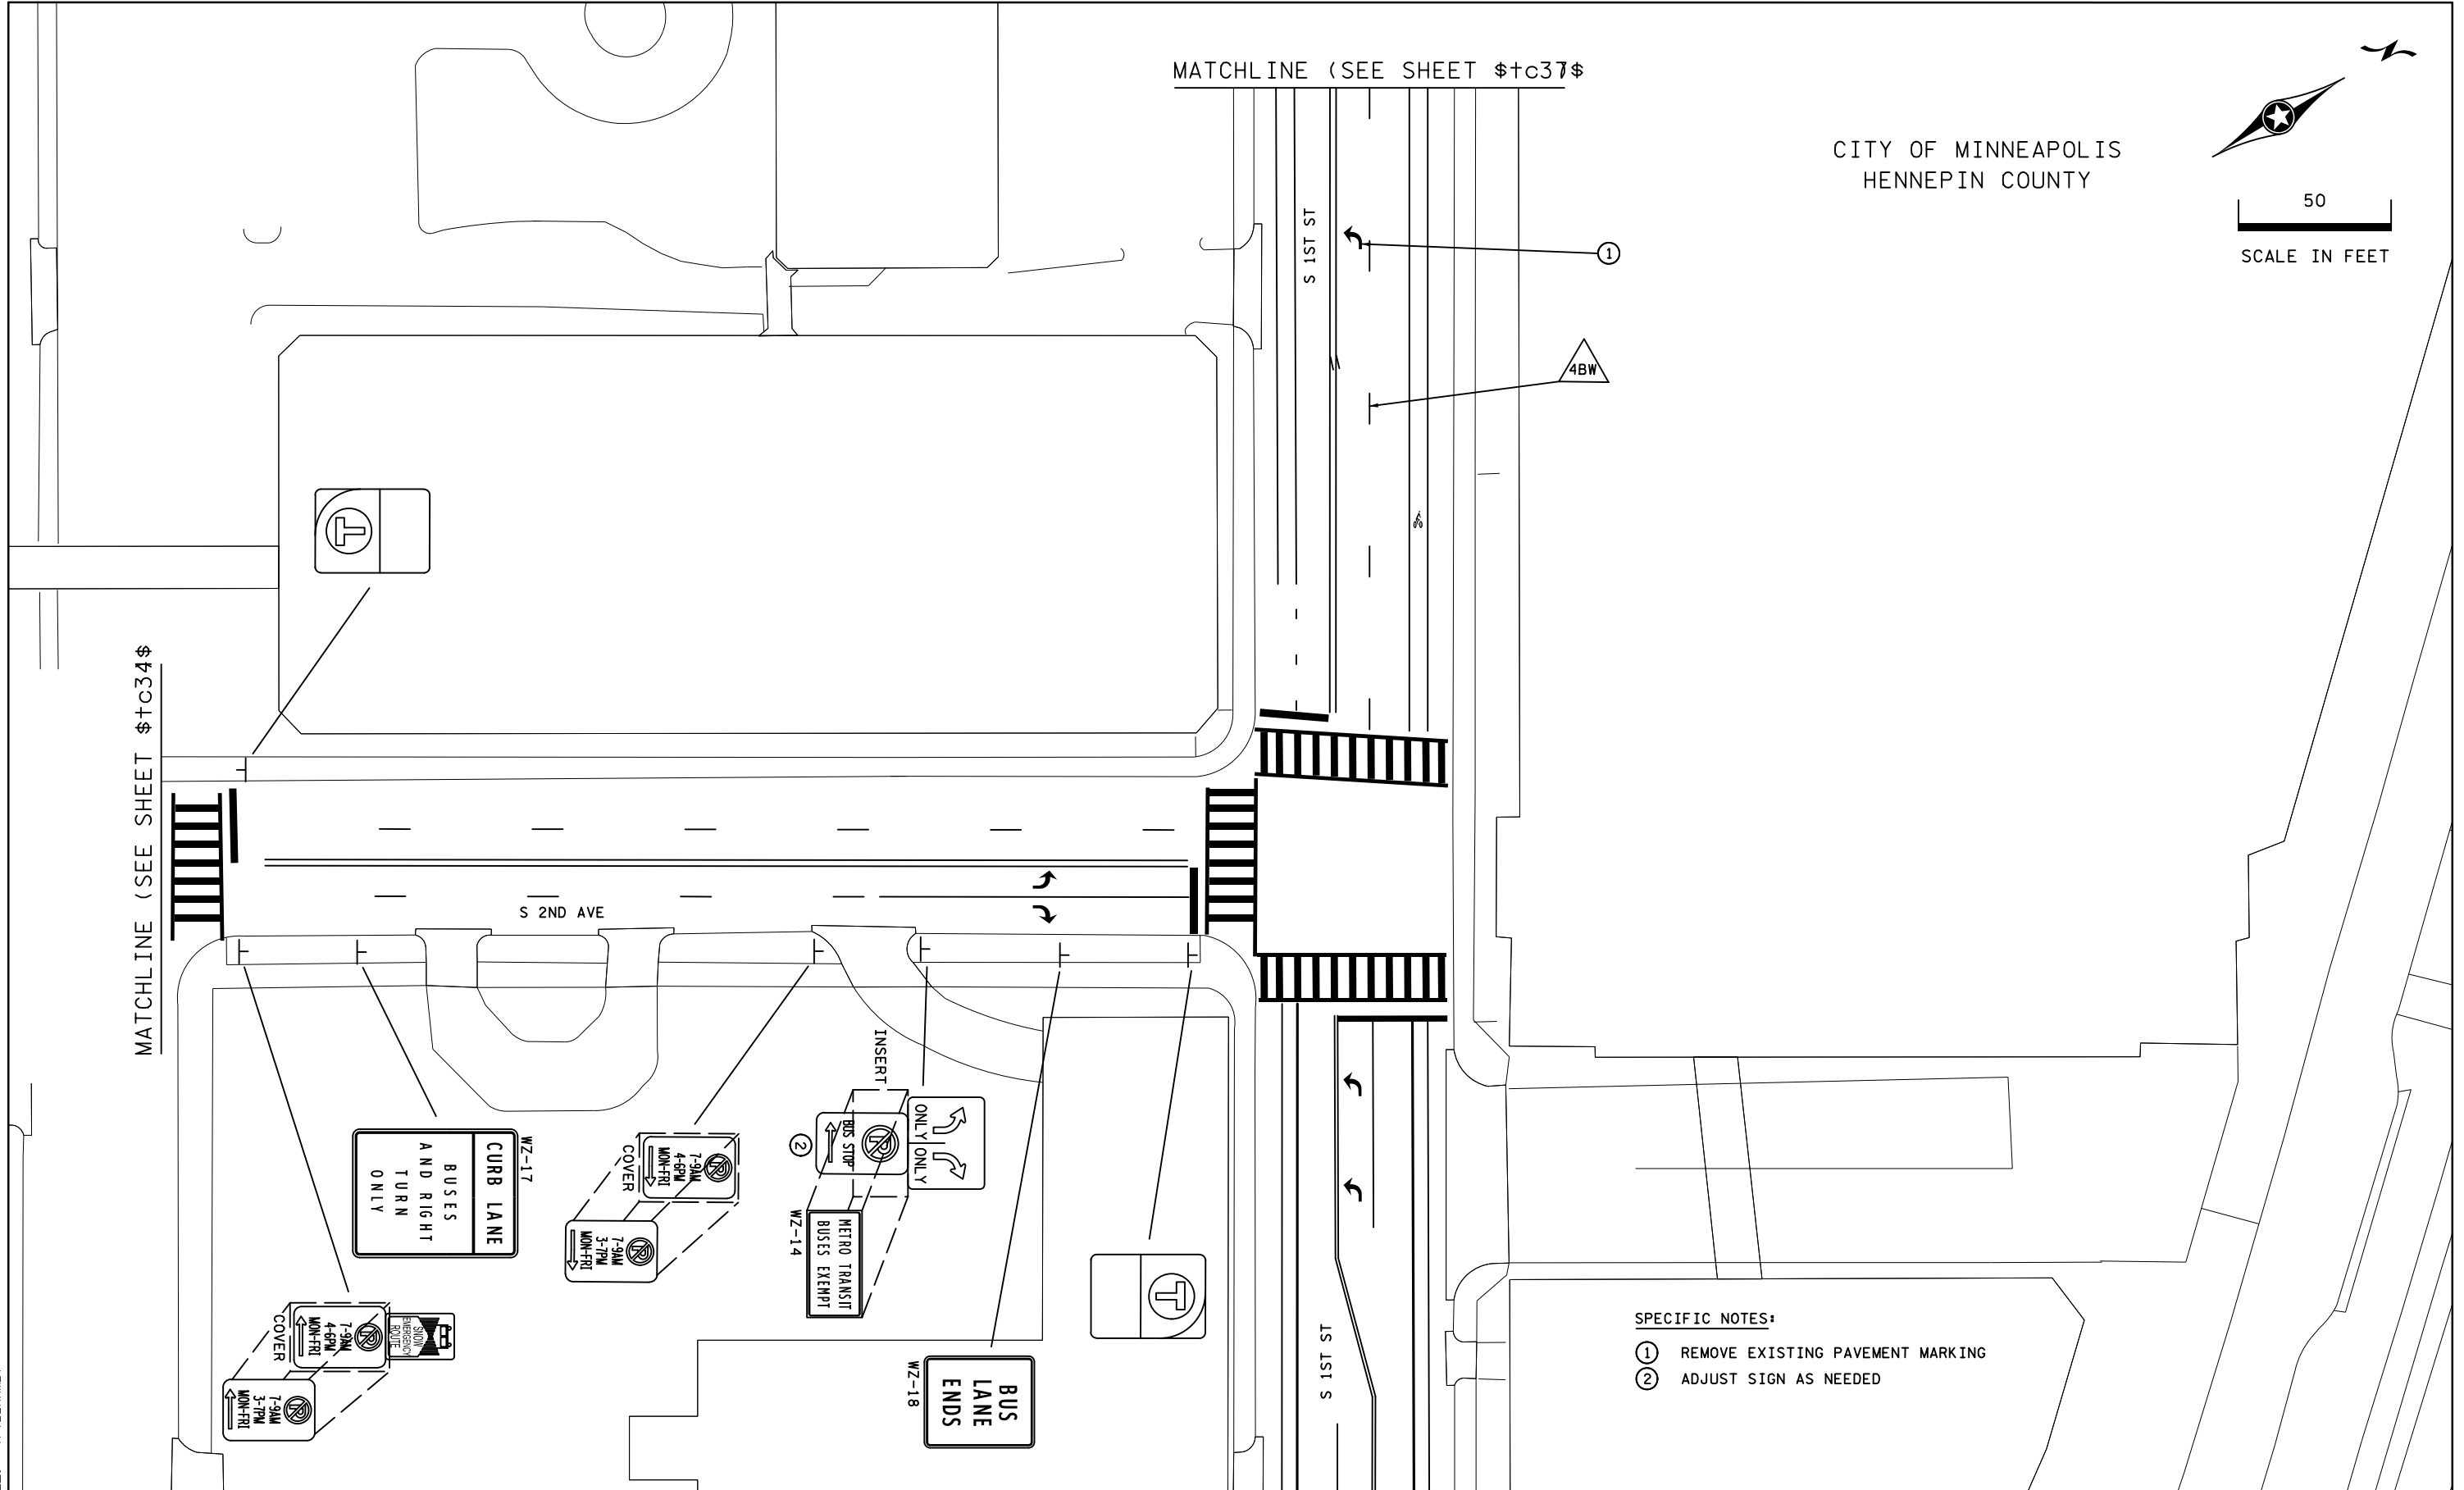 MATCHLINE (SEE SHEET $tc37$
CITY OF MINNEAPOLIS
HENNEPIN COUNTY
50
SCALE IN FEET
S 1ST ST
1
4BW
T
MATCHLINE (SEE SHEET $tc34$
S 2ND AVE
WZ-17
CURB LANE
BUSES
AND RIGHT
TURN
ONLY
SNOW
EMERGENCY
ROUTE
P
7-9AM
4-6PM
MON-FRI
COVER
P
7-9AM
3-7PM
MON-FRI
P
7-9AM
4-6PM
MON-FRI
COVER
P
7-9AM
3-7PM
MON-FRI
INSERT
ONLY ONLY
P
BUS STOP
2
METRO TRANSIT
BUSES EXEMPT
WZ-14
T
BUS
LANE
ENDS
WZ-18
S 1ST ST
SPECIFIC NOTES:
1 REMOVE EXISTING PAVEMENT MARKING
2 ADJUST SIGN AS NEEDED